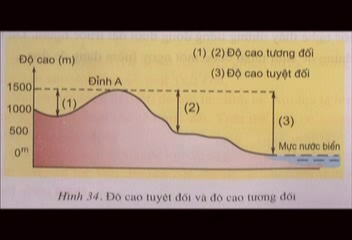 (1) (2) Độ cao tương đối
Độ cao (m)
(3) Độ cao tuyệt đối
Đỉnh A
1500
(1)
1000
(2)
500
(3)
Mực nước biển
0m
Hình 34. Độ cao tuyệt đối và độ cao tương đối